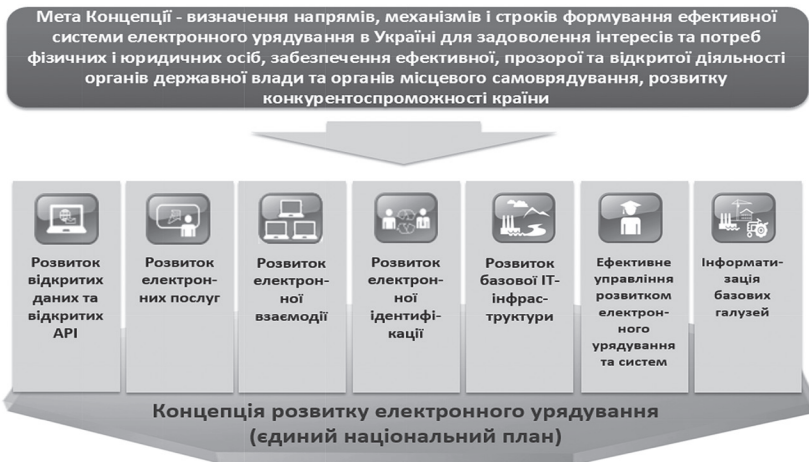 Мета Концепції - визначення напрямів, механізмів і строків формування ефективної
системи електронного урядування в Україні для задоволення інтересів та потреб
фізичних і юридичних осіб, забезпечення ефективної, прозорої та відкритої діяльності
органів державної влади та органів місцевого самоврядування, розвитку
конкурентоспроможності країни
Розвиток
відкритих
даних та
відкритих
API
Розвиток
електрон-
них послуг
Розвиток
електрон-
ної
взаємодії
Розвиток
електрон-
ної
ідентифі-
кації
Розвиток
базової ІТ-
інфрас-
труктури
Ефективне
управління
розвитком
електрон-
ного
урядування
та систем
Інформати-
зація
базових
галузей
Концепція розвитку електронного урядування
(єдиний національний план)